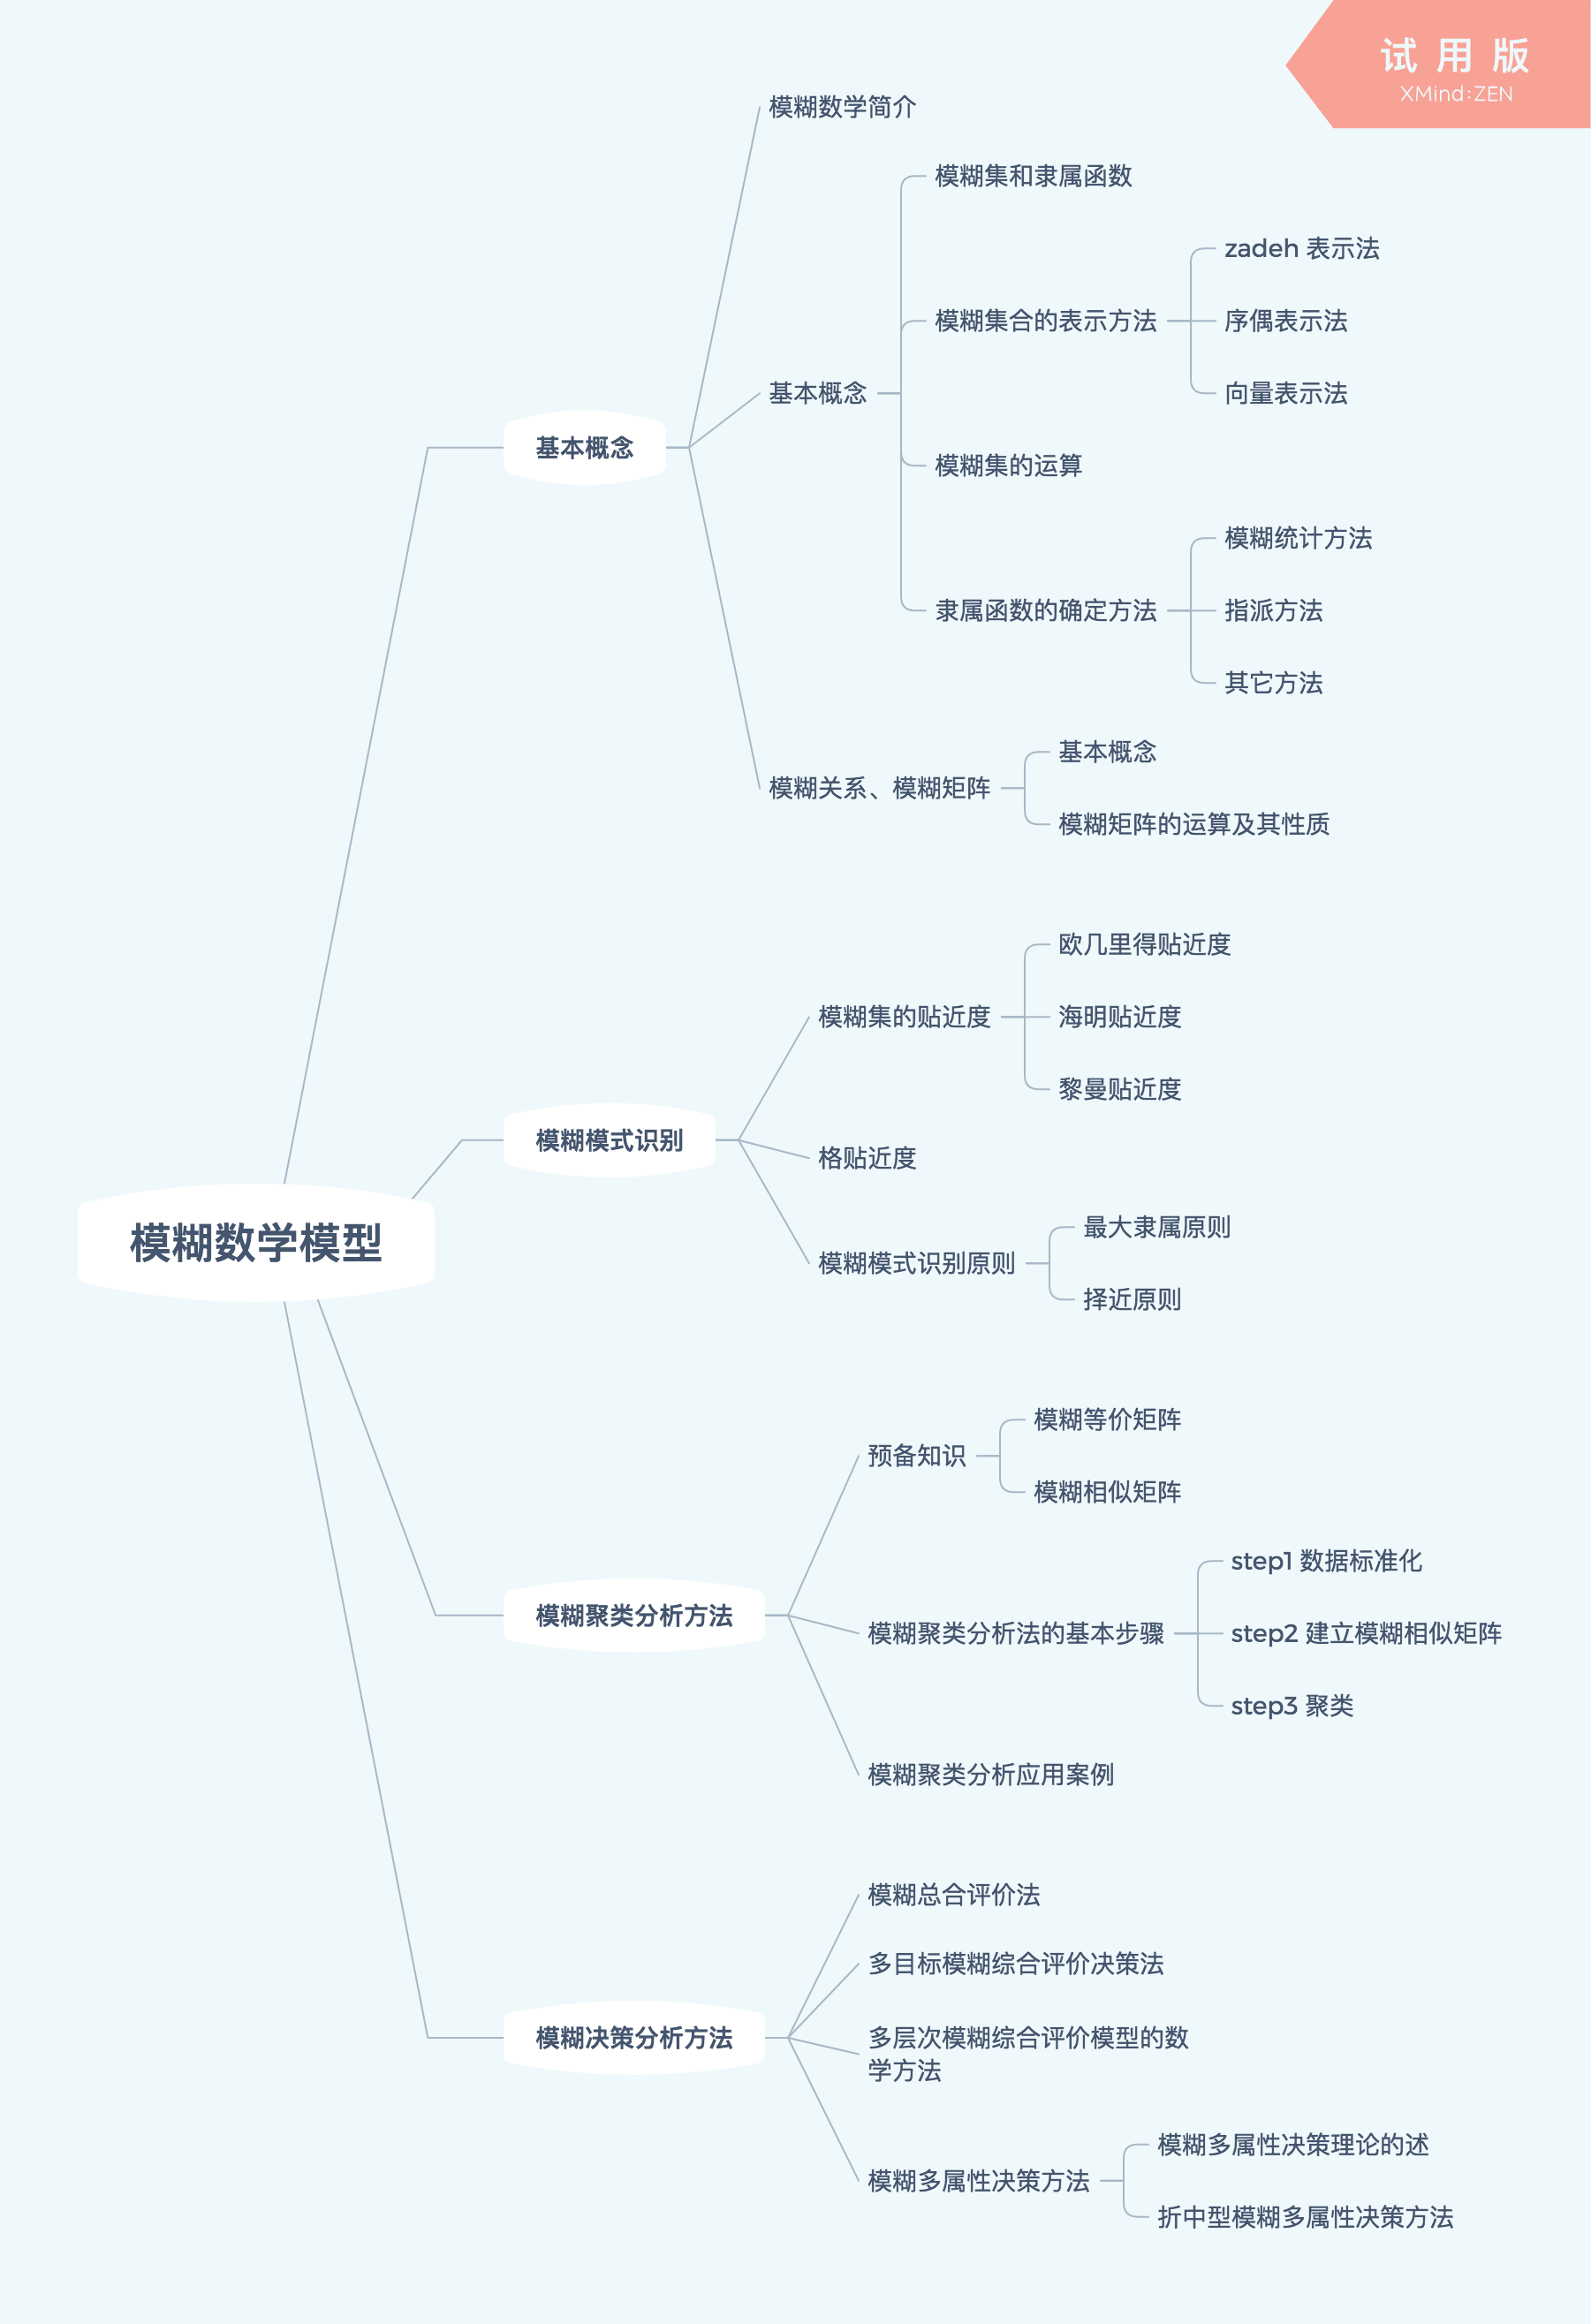 试用版
XMind:ZEN
模糊数学简介
模糊集和隶属函数
zadeh 表示法
模糊集合的表示方法
序偶表示法
基本概念
向量表示法
基本概念
模糊集的运算
模糊统计方法
隶属函数的确定方法
指派方法
其它方法
基本概念
模糊关系、模糊矩阵
模糊矩阵的运算及其性质
欧几里得贴近度
模糊集的贴近度
海明贴近度
黎曼贴近度
模糊模式识别
格贴近度
最大隶属原则
模糊数学模型
模糊模式识别原则
择近原则
模糊等价矩阵
预备知识
模糊相似矩阵
step1 数据标准化
模糊聚类分析方法
模糊聚类分析法的基本步骤
step2 建立模糊相似矩阵
step3 聚类
模糊聚类分析应用案例
模糊总合评价法
多目标模糊综合评价决策法
模糊决策分析方法
多层次模糊综合评价模型的数
学方法
模糊多属性决策理论的述
模糊多属性决策方法
折中型模糊多属性决策方法